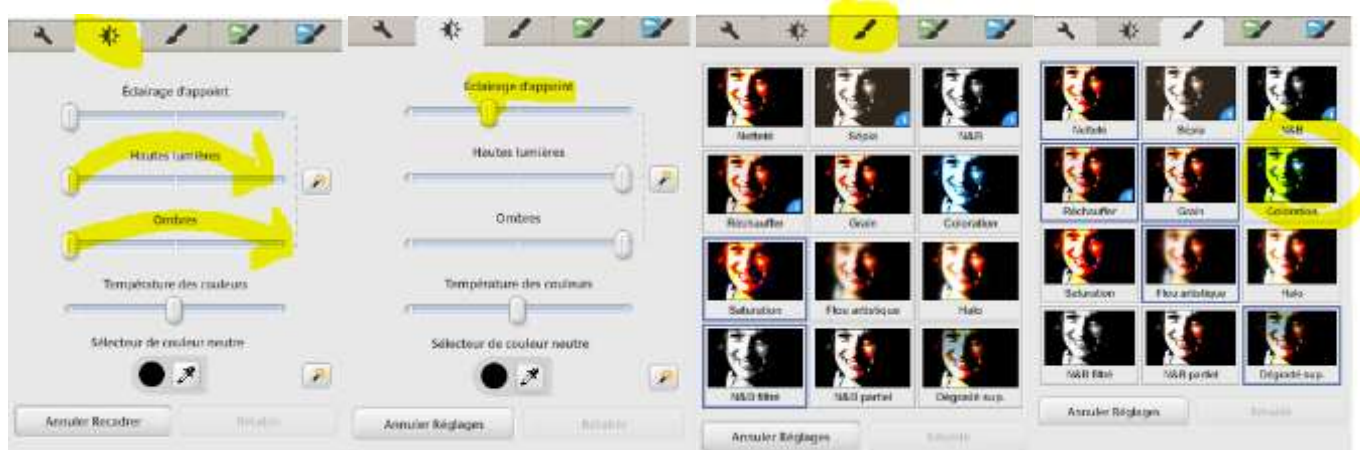 Éclairage d'appoint
Hautes lumières
Ombres
Température des couleurs
Sélecteur de couleur neutre
Annuler Recadrer
Rétablir
Éclairage d'appoint
Hautes lumières
Ombres
Température des couleurs
Sélecteur de couleur neutre
Annuler Réglages
Rétablir
Netteté Sépia N&B
Réchauffer Grain Coloration
Saturation Flou artistique Halo
N&B filtré N&B partiel Dégradé sup.
Annuler Réglages
Netteté Sépia N&B
Réchauffer Grain Coloration
Saturation Flou artistique Halo
N&B filtré N&B partiel Dégradé sup.
Annuler Réglages